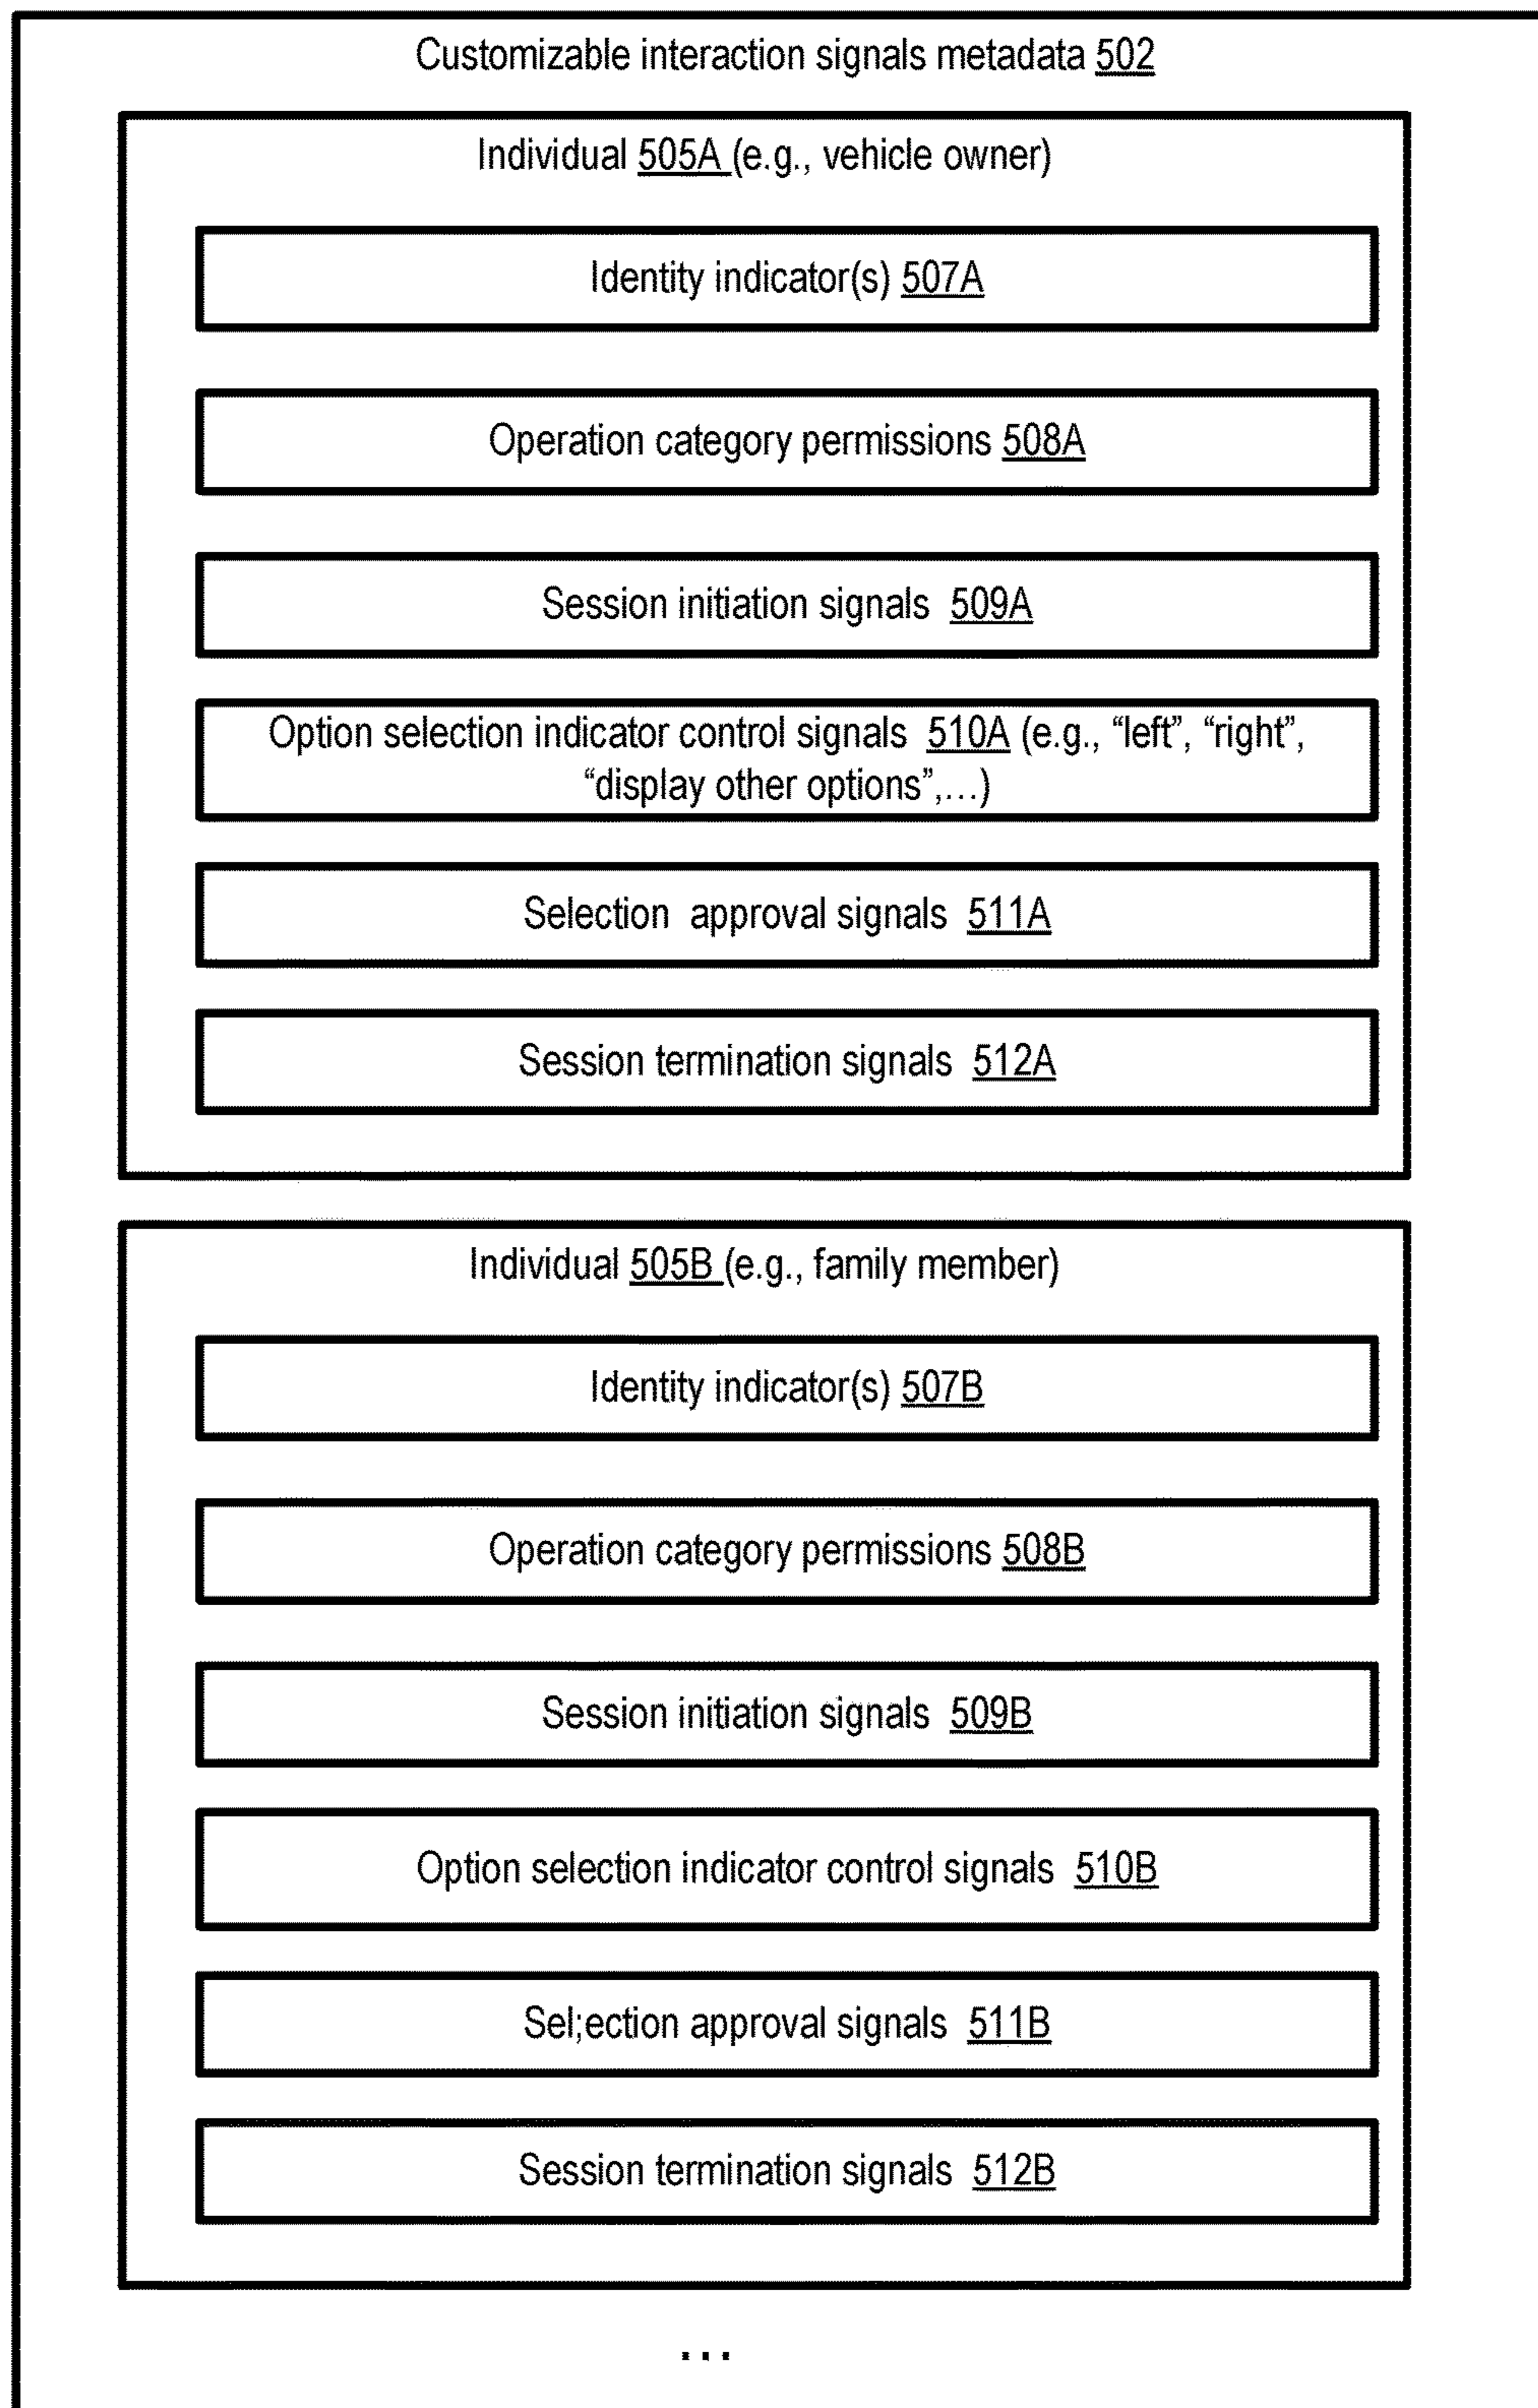 Customizable interaction signals metadata 502
Individual 505A (e.g., vehicle owner)
Identity indicator(s) 507A
Operation category permissions 508A
Session initiation signals 509A
Option selection indicator control signals 510A (e.g., “left”, “right”,
“display other options”,...)
Selection approval signals 511A
Session termination signals 512A
Individual 505B (e.g., family member)
Identity indicator(s) 507B
Operation category permissions 508B
Session initiation signals 509B
Option selection indicator control signals 510B
Sel;ection approval signals 511B
Session termination signals 512B
...